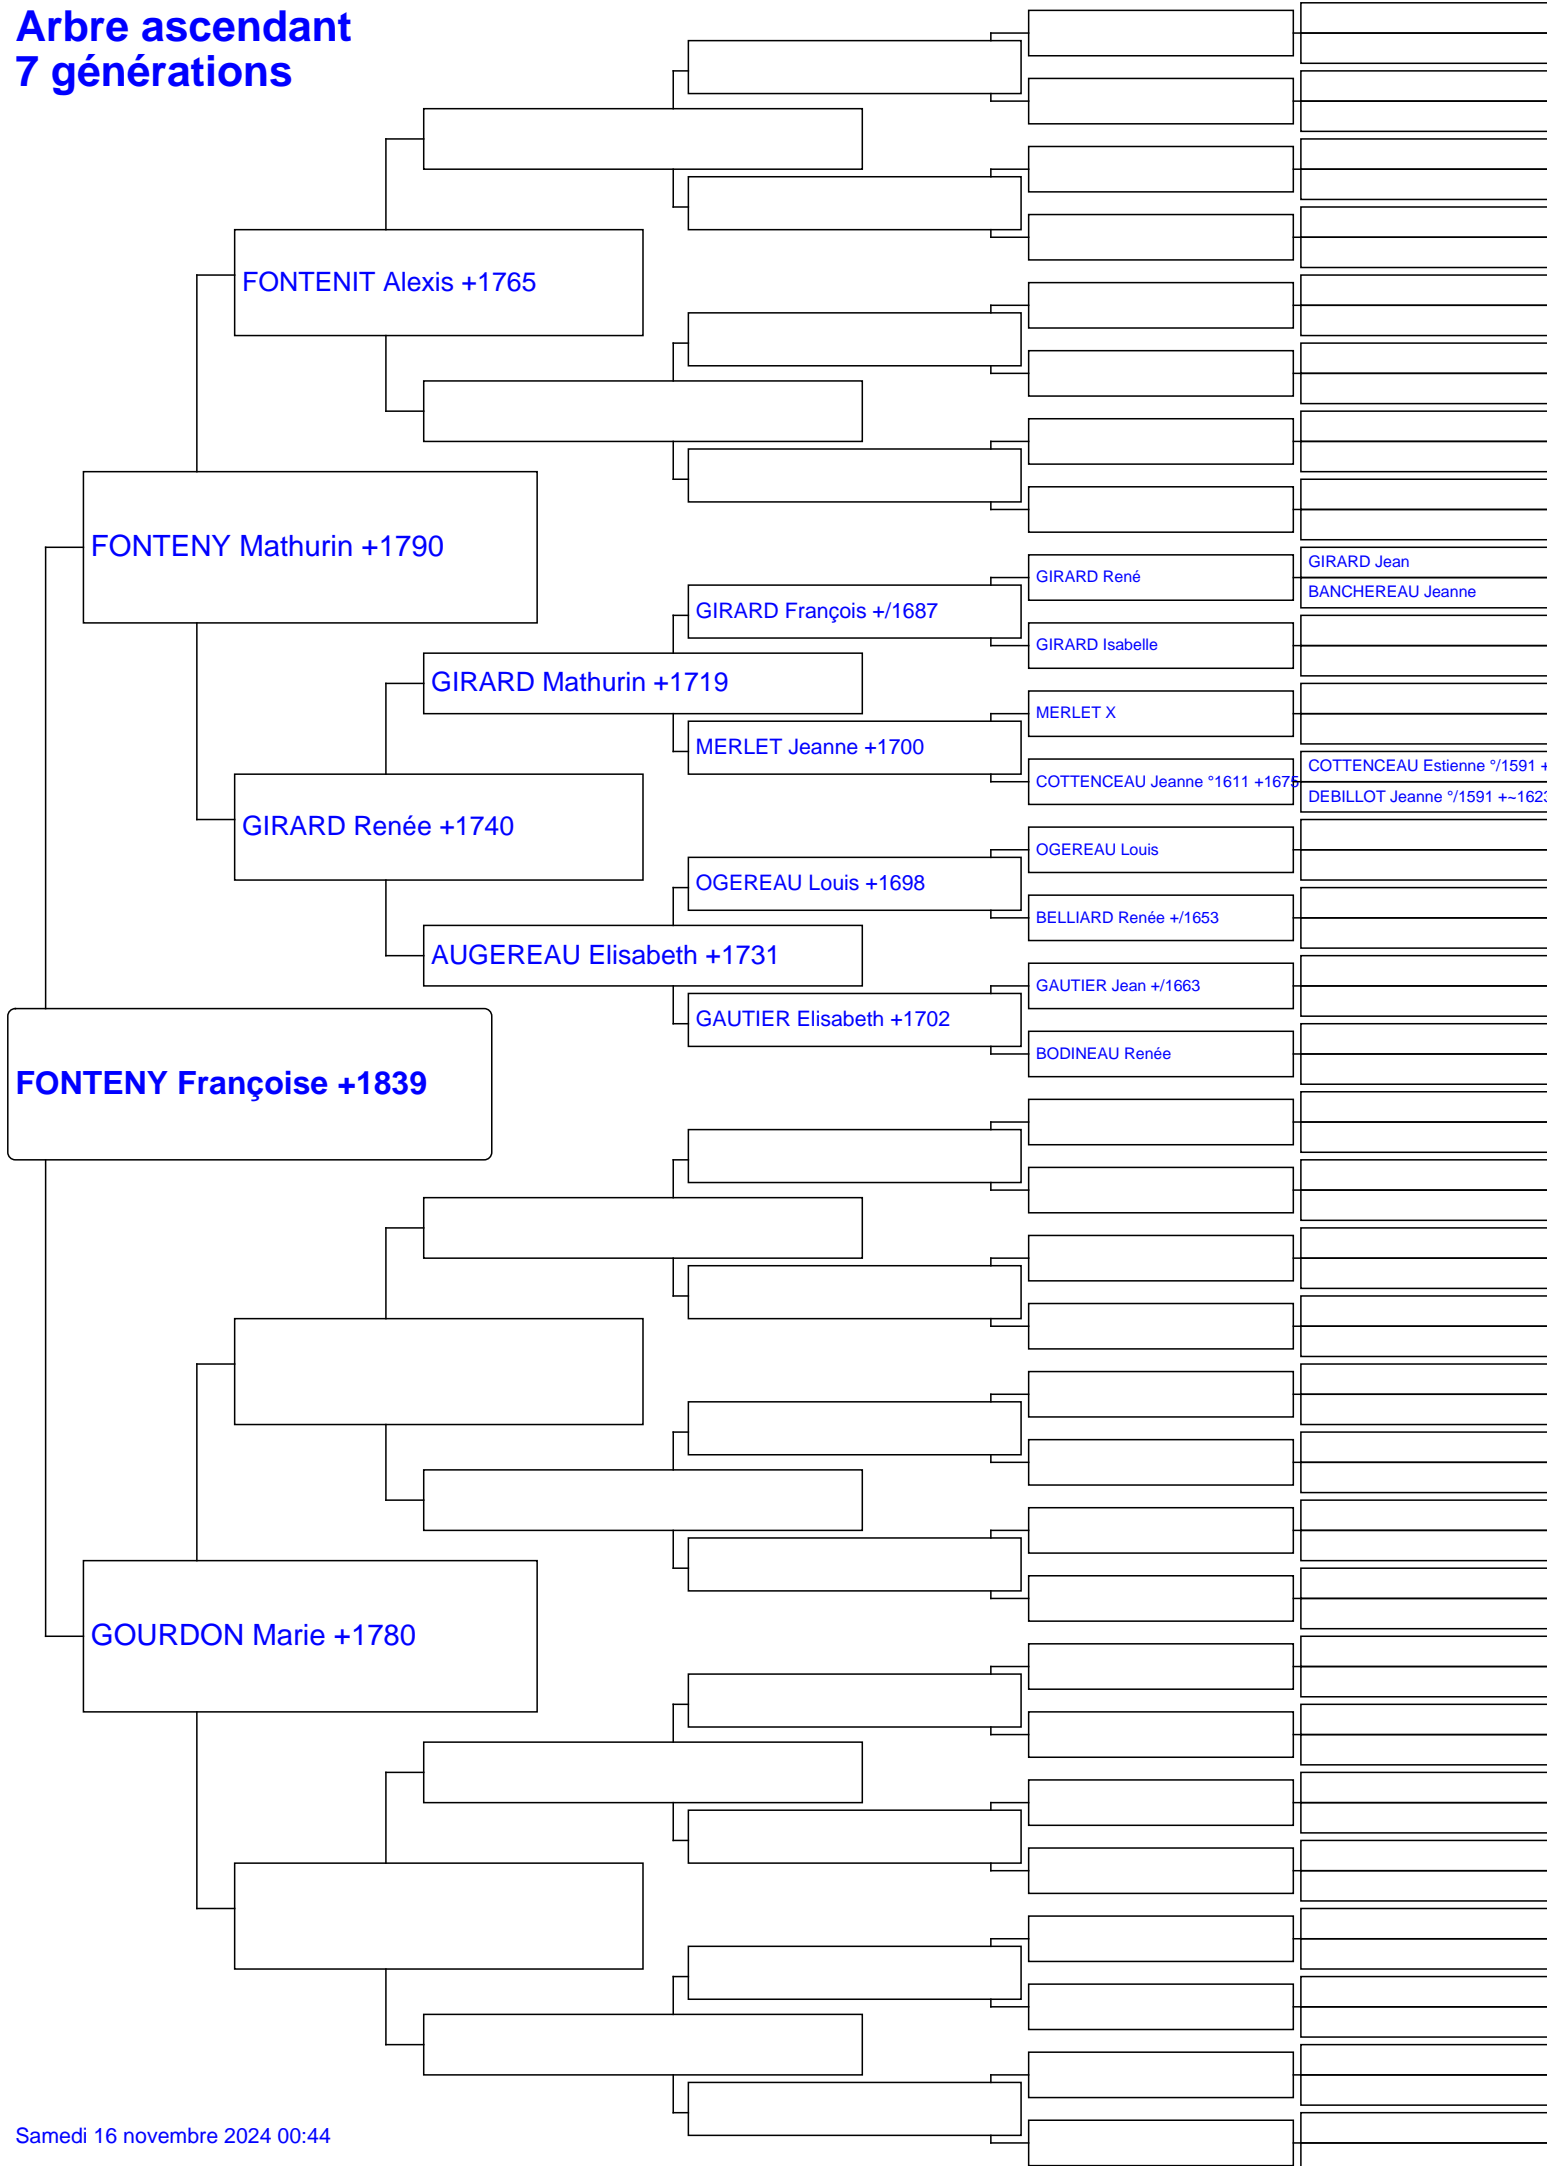 Arbre ascendant
7 générations
FONTENIT Alexis +1765
FONTENY Mathurin +1790
GIRARD René
GIRARD Jean
BANCHEREAU Jeanne
GIRARD François +/1687
GIRARD Isabelle
GIRARD Mathurin +1719
MERLET X
MERLET Jeanne +1700
COTTENCEAU Jeanne °1611 +1675
COTTENCEAU Estienne °/1591 +
DEBILLOT Jeanne °/1591 +~1623
GIRARD Renée +1740
OGEREAU Louis
OGEREAU Louis +1698
BELLIARD Renée +/1653
AUGEREAU Elisabeth +1731
GAUTIER Jean +/1663
GAUTIER Elisabeth +1702
BODINEAU Renée
FONTENY Françoise +1839
GOURDON Marie +1780
Samedi 16 novembre 2024 00:44